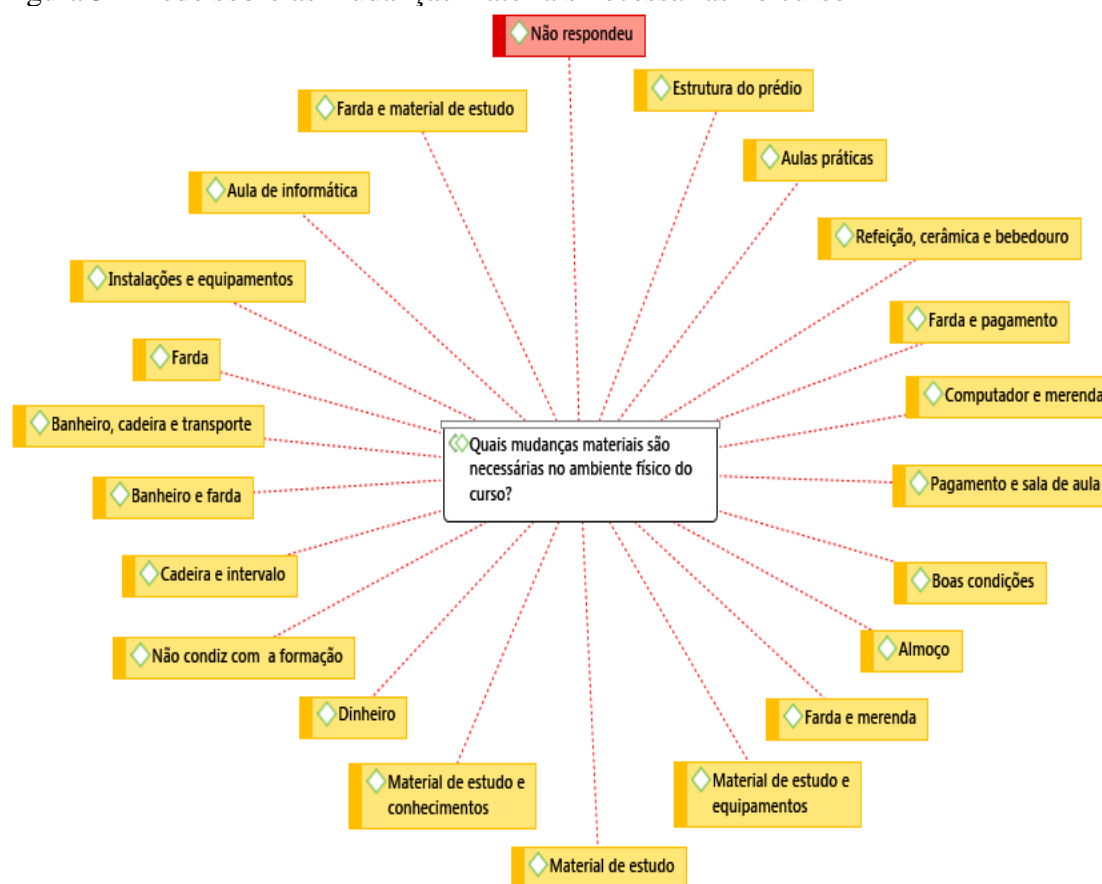 Não respondeu
Estrutura do prédio
Farda e material de estudo
Aulas práticas
Aula de informática
Refeição, cerâmica e bebedouro
Instalações e equipamentos
Farda e pagamento
Farda
Computador e merenda
Banheiro, cadeira e transporte
Quais mudanças materiais são
necessárias no ambiente físico do
curso?
Pagamento e sala de aula
Banheiro e farda
Cadeira e intervalo
Boas condições
Não condiz com a formação
Almoço
Dinheiro
Farda e merenda
Material de estudo e
conhecimentos
Material de estudo e
equipamentos
Material de estudo